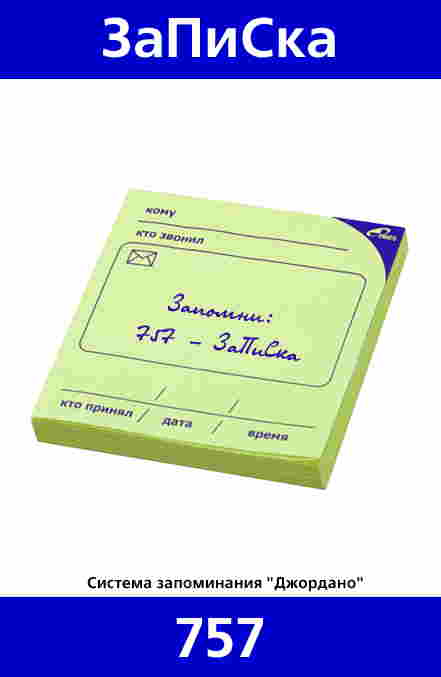 ЗаПиСка
кому
кто звонил
Запомни:
757 – ЗаПиСка
кто принял / дата / время
Система запоминания "Джордано"
757